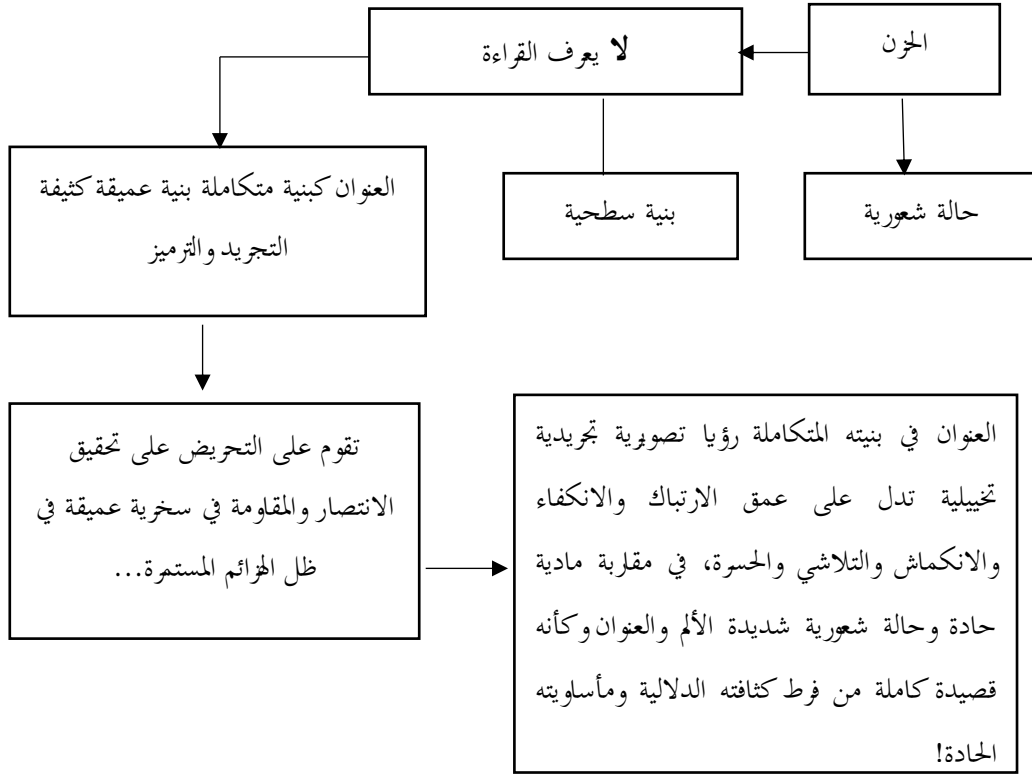 الحزن
لا يعرف القراءة
حالة شعورية
بنية سطحية
العنوان كبنية متكاملة بنية عميقة كثيفة
التجريد والترميز
تقوم على التحريض على تحقيق
الانتصار والمقاومة في سخرية عميقة في
ظل الهزائم المستمرة...
العنوان في بنيته المتكاملة رؤيا تصويرية تجريدية
تخييلية تدل على عمق الارتباك والانكفاء
والانكماش والتلاشي والحسرة، في مقاربة مادية
حادة وحالة شعورية شديدة الألم والعنوان وكأنه
قصيدة كاملة من فرط كثافته الدلالية ومأساويته
الحادة!